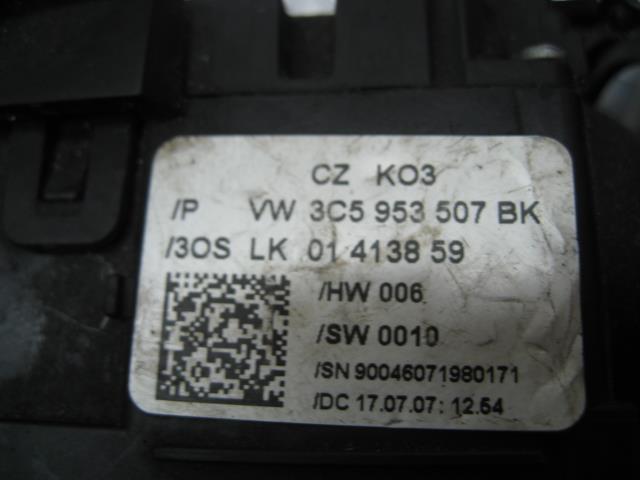 CZ KO3
/P VW 3C5 953 507 BK
/3OS LK 01 4138 59
/HW 006
/SW 0010
/SN 90046071980171
/DC 17.07.07: 12.54